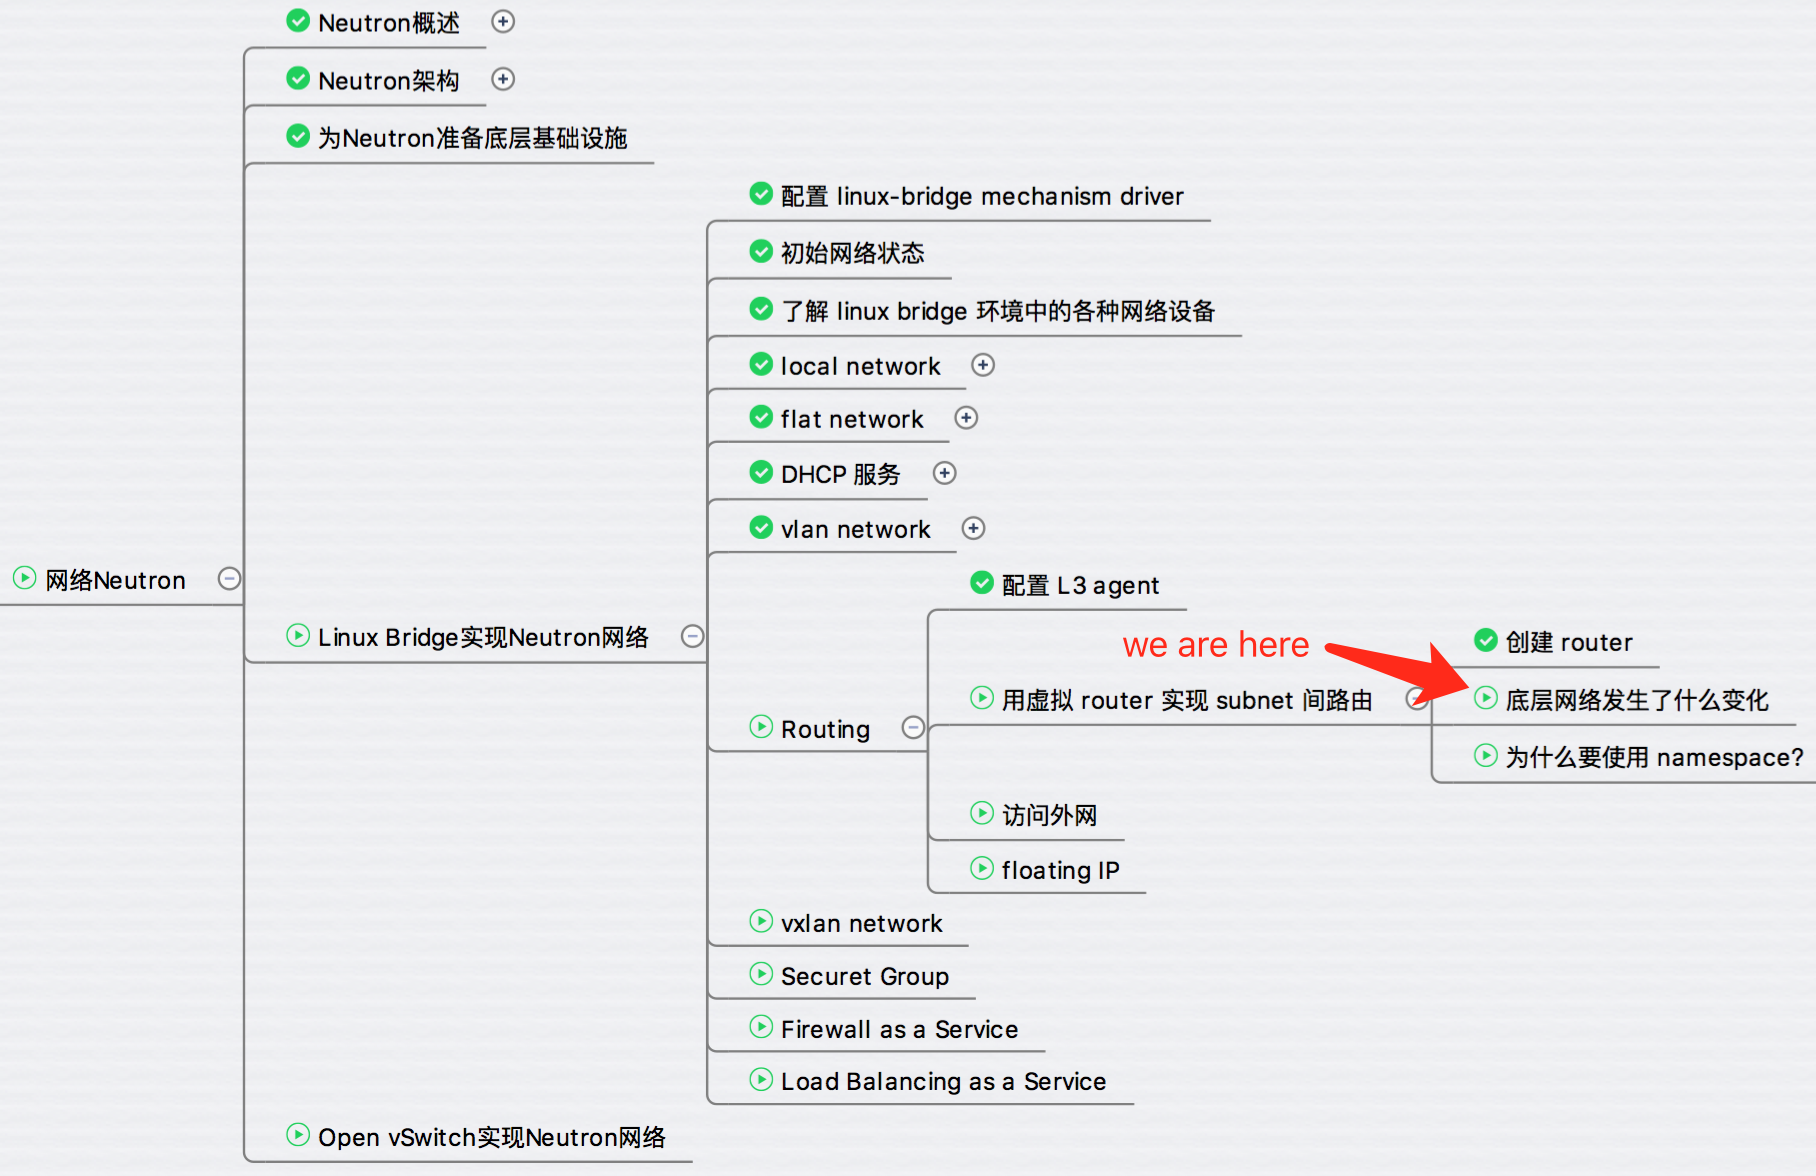 Neutron概述
Neutron架构
为Neutron准备底层基础设施
配置 linux-bridge mechanism driver
初始网络状态
了解 linux bridge 环境中的各种网络设备
local network
flat network
DHCP 服务
vlan network
网络Neutron
Linux Bridge实现Neutron网络
Routing
配置 L3 agent
we are here
用虚拟 router 实现 subnet 间路由
创建 router
底层网络发生了什么变化
为什么要使用 namespace?
访问外网
floating IP
vxlan network
Securet Group
Firewall as a Service
Load Balancing as a Service
Open vSwitch实现Neutron网络